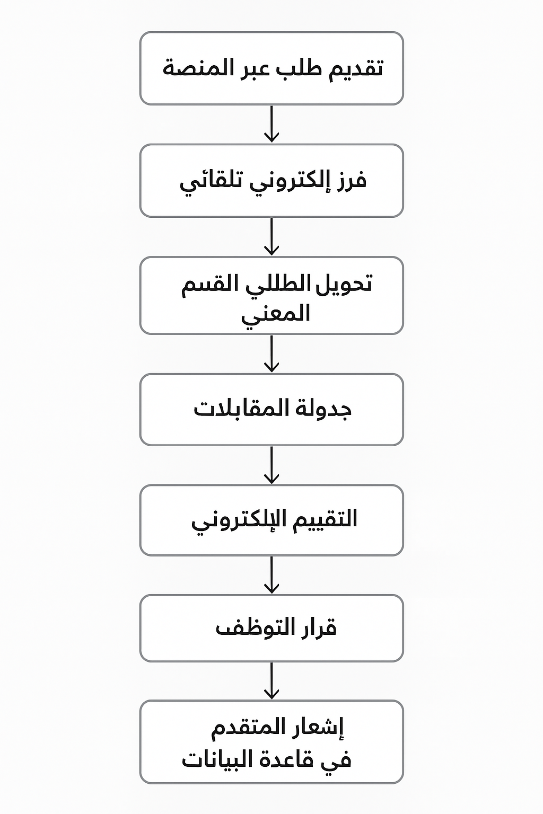 تقديم طلب عبر المنصة
فرز إلكتروني تلقائي
تحويل الطللي القسم
المعني
جدولة المقابلات
التقييم الإلكتروني
قرار التوظف
إشعار المتقدم
في قاعدة البيانات